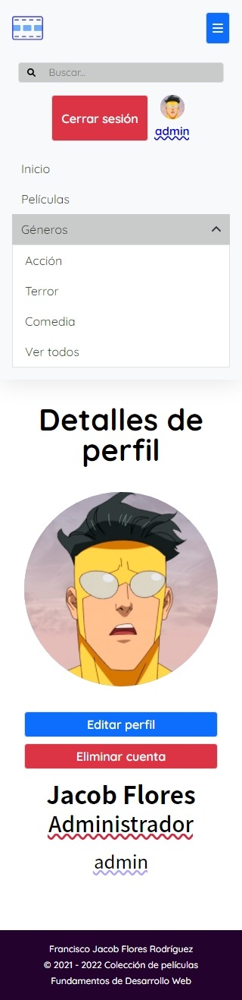 Buscar...
Cerrar sesión
admin
Inicio
Películas
Géneros
Acción
Terror
Comedia
Ver todos
Detalles de
perfil
Editar perfil
Eliminar cuenta
Jacob Flores
Administrador
admin
Francisco Jacob Flores Rodríguez
© 2021 - 2022 Colección de películas
Fundamentos de Desarrollo Web